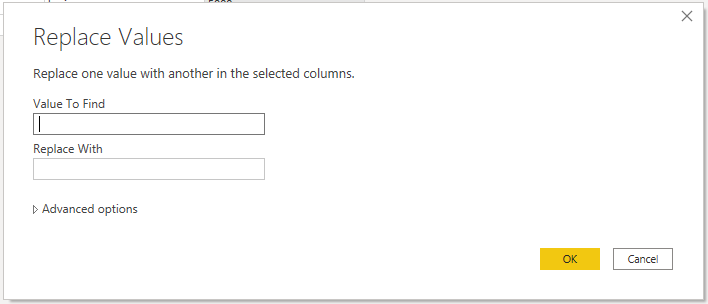 Replace Values
Replace one value with another in the selected columns.
Value To Find
Replace With
Advanced options
OK Cancel